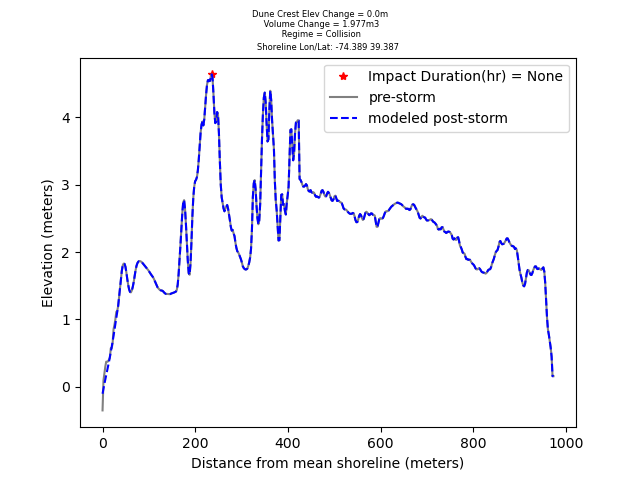 Dune Crest Elev Change = 0.0m
Volume Change = 1.977m3
Regime = Collision
Shoreline Lon/Lat: -74.389 39.387
Impact Duration(hr) = None
pre-storm
modeled post-storm
Elevation (meters)
4
3
2
1
0
0 200 400 600 800 1000
Distance from mean shoreline (meters)